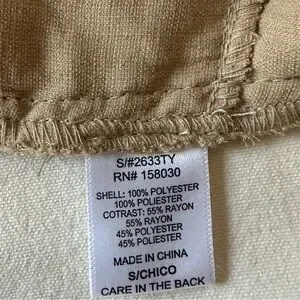 S/#2633TY
RN# 158030
SHELL: 100% POLYESTER
100% POLIESTER
COTRAST: 55% RAYON
55% RAYON
45% POLYESTER
45% POLIESTER
MADE IN CHINA
S/CHICO
CARE IN THE BACK